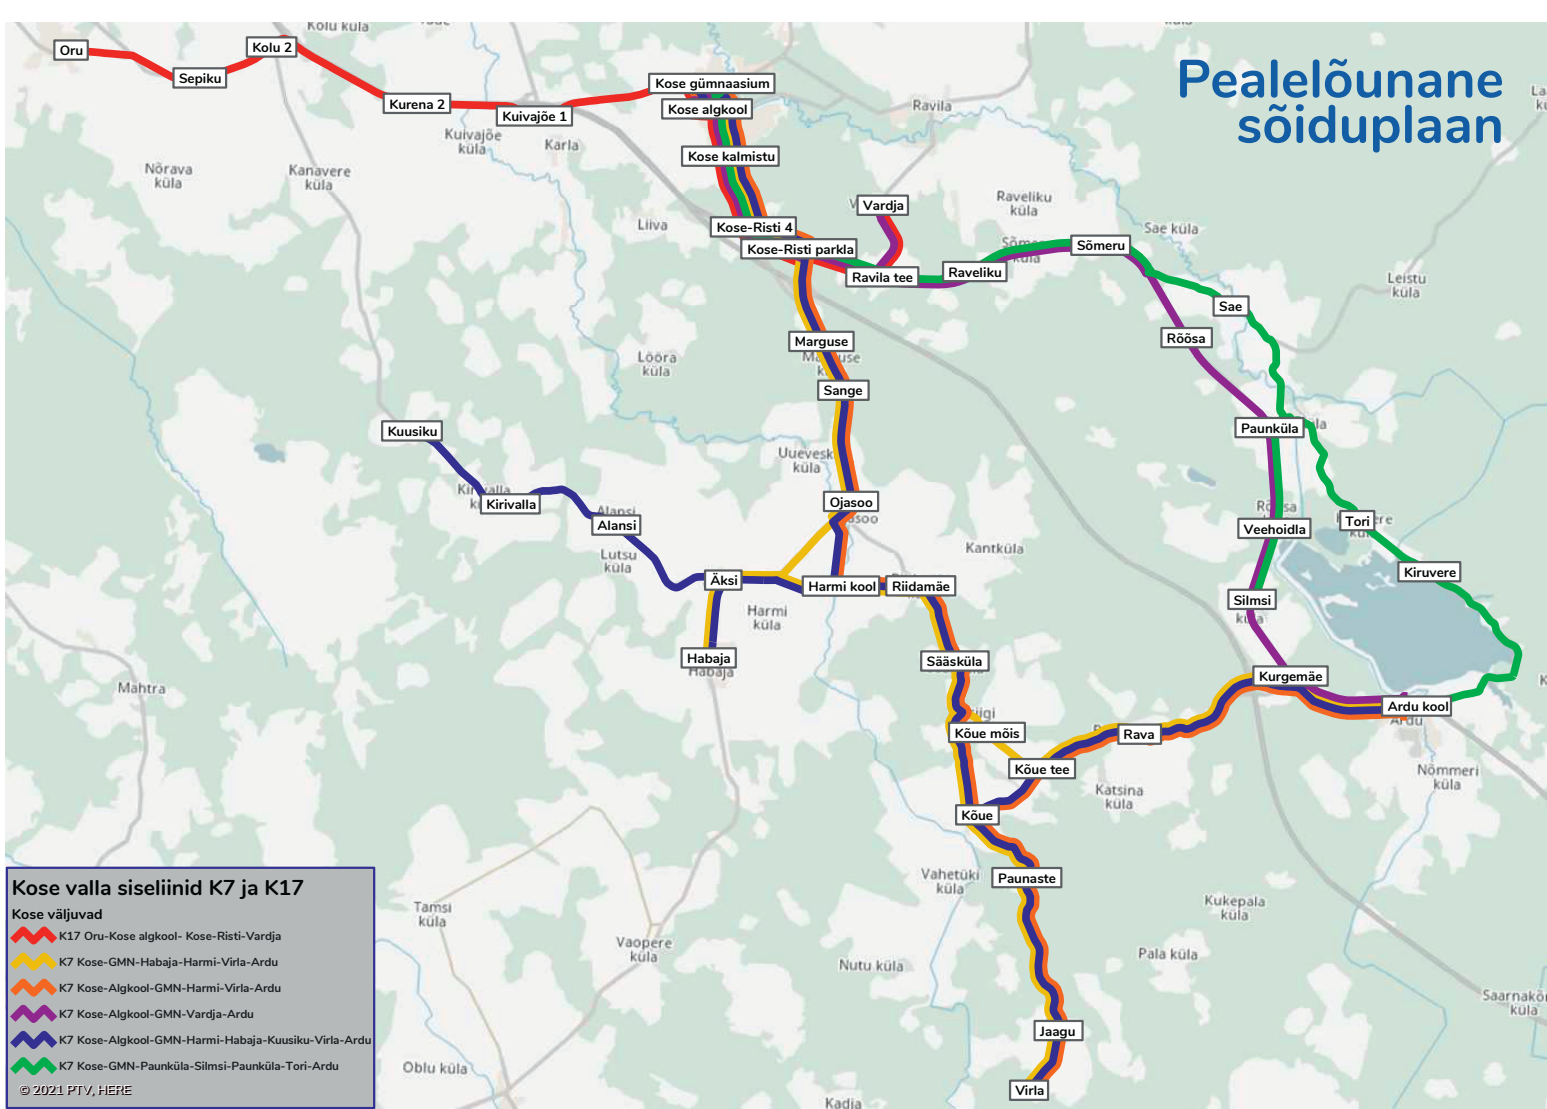 Pealelõunane
sõiduplaan
Kolu küla
Oru
Kolu 2
Sepiku
Kurena 2
Kuivajõe 1
Kose gümnaasium
Kose algkool
Ravila
Kuivajõe
küla
Karla
Kose kalmistu
Nõrava
küla
Kanavere
küla
Vardja
Raveliku
küla
Liiva
Kose-Risti 4
Kose-Risti parkla
Sae küla
Sõmeru
Ravila tee
Raveliku
küla
Leistu
küla
Sae
Rõõsa
Marguse
Lööra
küla
Sange
Kuusiku
Paunküla
Uueveski
küla
Kirivalla
Ojasoo
Alansi
Alansi
Tori
Veehoidla
Lutsu
küla
Kantküla
Kiruvere
Äksi
Harmi kool
Riidamäe
Silmsi
Harmi
küla
Habaja
Habaja
Sääsküla
Kurgemäe
Mahtra
Ardu kool
Ardu
Kõue mõis
Rava
Kõue tee
Nõmmeri
küla
Katsina
küla
Kõue
Vahetüki
küla
Paunaste
Kukepala
küla
Tamsi
küla
Vaopere
küla
Pala küla
Nutu küla
küla
Jaagu
Oblu küla
Virla
Kadja
Kose valla siseliinid K7 ja K17
Kose väljuvad
K17 Oru-Kose algkool- Kose-Risti-Vardja
K7 Kose-GMN-Habaja-Harmi-Virla-Ardu
K7 Kose-Algkool-GMN-Harmi-Virla-Ardu
K7 Kose-Algkool-GMN-Vardja-Ardu
K7 Kose-Algkool-GMN-Harmi-Habaja-Kuusiku-Virla-Ardu
K7 Kose-GMN-Paunküla-Silmsi-Paunküla-Tori-Ardu
© 2021 PTV, HERE